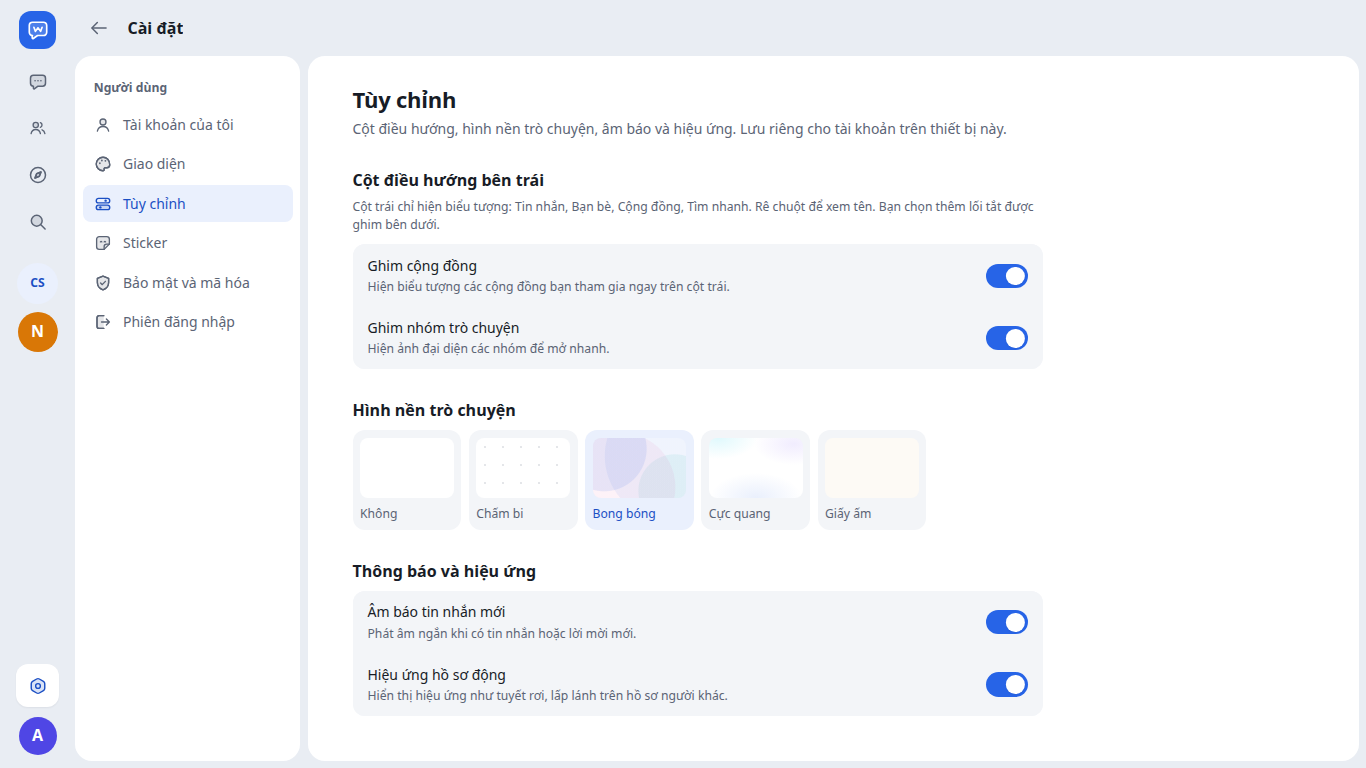 Cài đặt
CS
N
A
Người dùng
Tài khoản của tôi
Giao diện
Tùy chỉnh
Sticker
Bảo mật và mã hóa
Phiên đăng nhập
Tùy chỉnh
Cột điều hướng, hình nền trò chuyện, âm báo và hiệu ứng. Lưu riêng cho tài khoản trên thiết bị này.
Cột điều hướng bên trái
Cột trái chỉ hiện biểu tượng: Tin nhắn, Bạn bè, Cộng đồng, Tìm nhanh. Rê chuột để xem tên. Bạn chọn thêm lối tắt được
ghim bên dưới.
Ghim cộng đồng
Hiện biểu tượng các cộng đồng bạn tham gia ngay trên cột trái.
Ghim nhóm trò chuyện
Hiện ảnh đại diện các nhóm để mở nhanh.
Hình nền trò chuyện
Không
Chấm bi
Bong bóng
Cực quang
Giấy ấm
Thông báo và hiệu ứng
Âm báo tin nhắn mới
Phát âm ngắn khi có tin nhắn hoặc lời mời mới.
Hiệu ứng hồ sơ động
Hiển thị hiệu ứng như tuyết rơi, lấp lánh trên hồ sơ người khác.